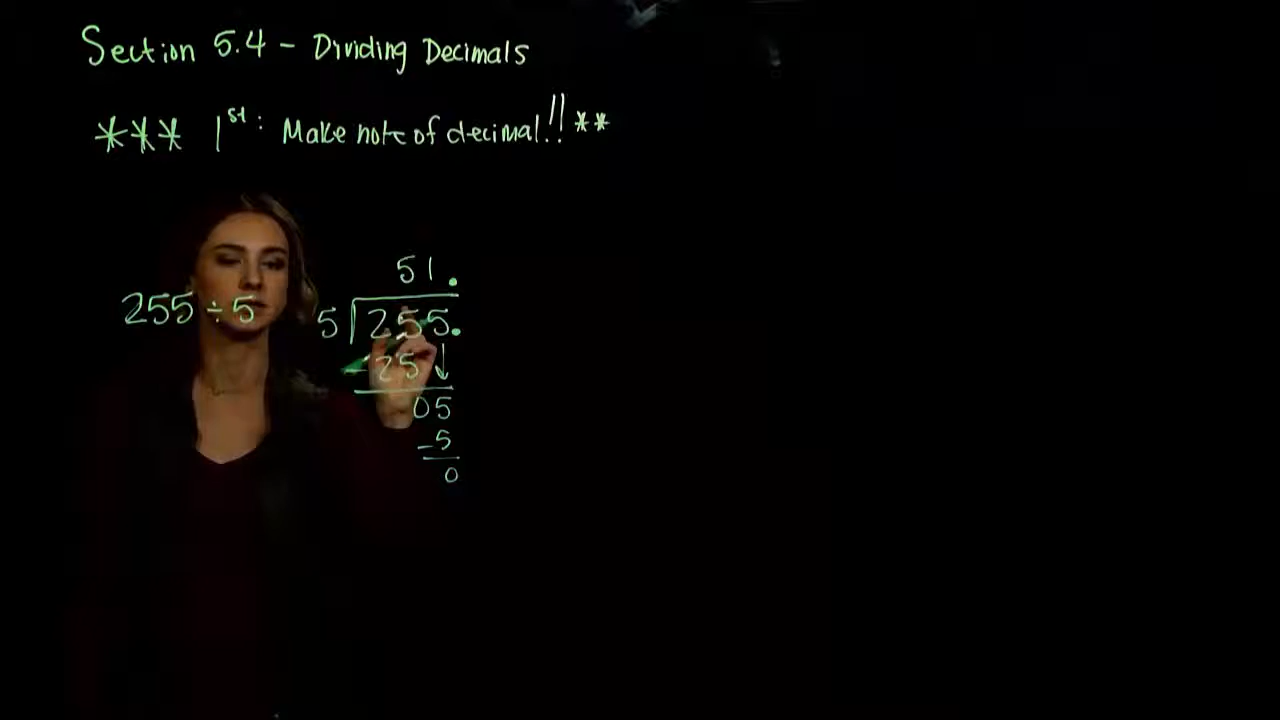 Section 5.4 - Dividing Decimals
*** 1st: Make note of decimal!! **
51.
255 ÷ 5 5 255.
-25↓
05
-5
0